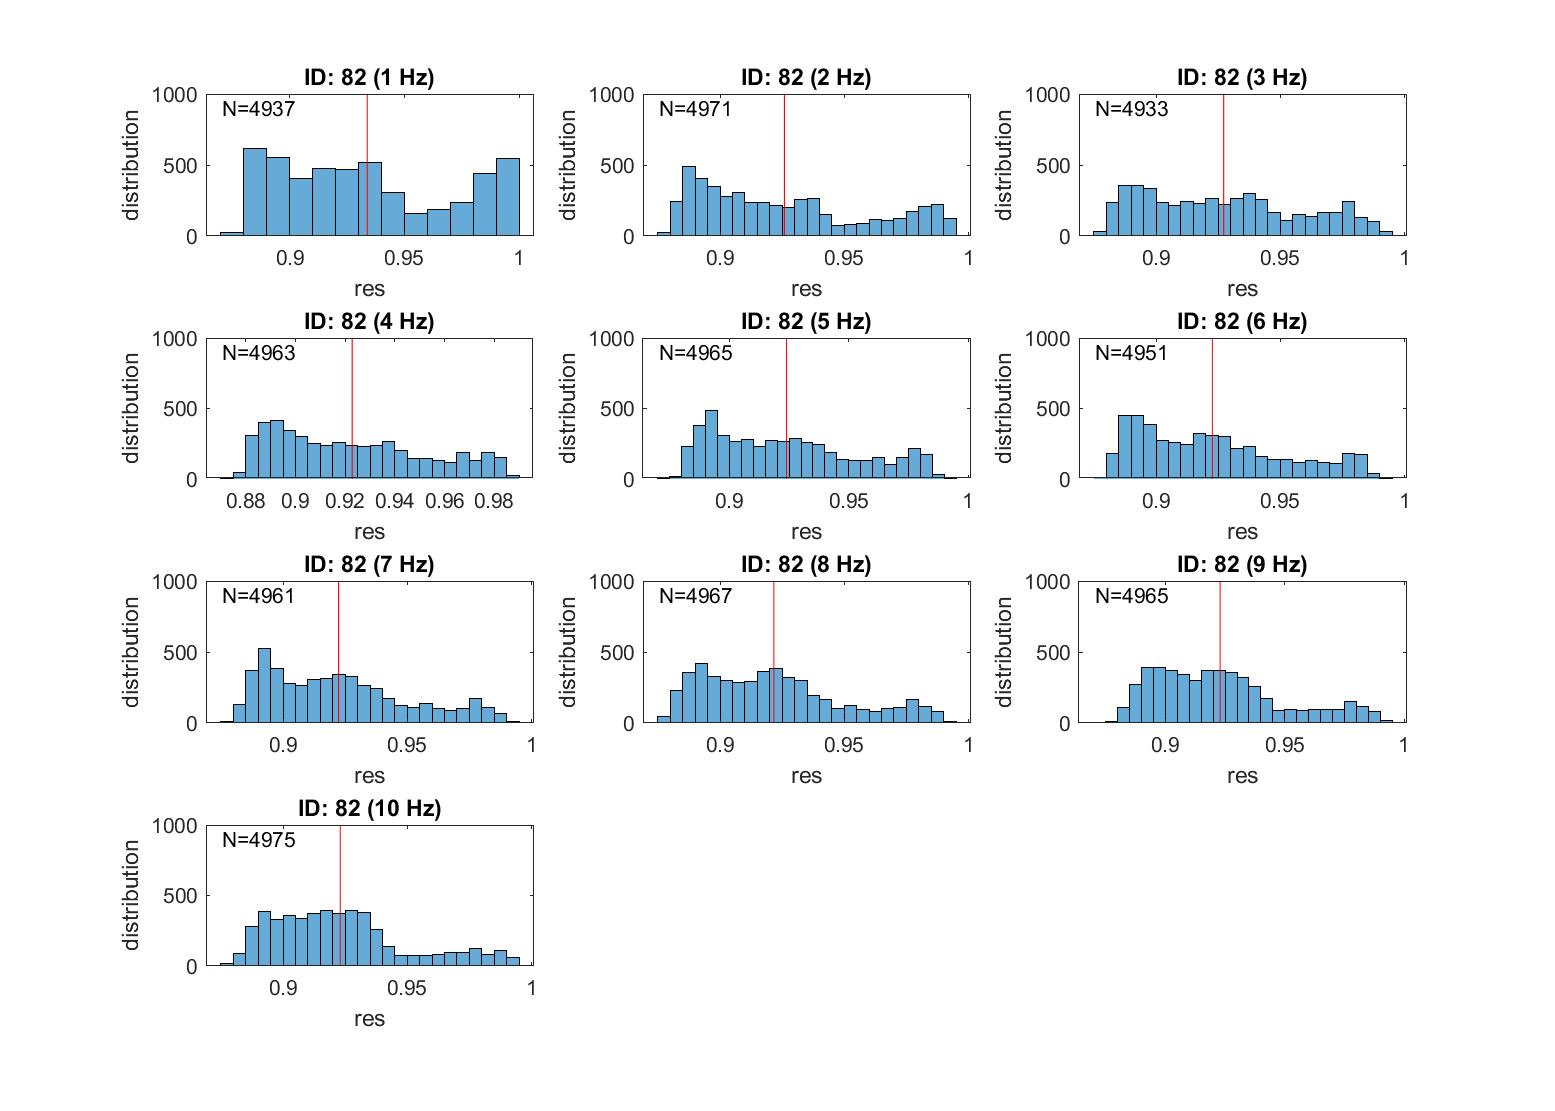 ID: 82 (1 Hz)
N=4937
distribution
1000
500
0
0.9 0.95 1
res
ID: 82 (2 Hz)
N=4971
distribution
1000
500
0
0.9 0.95 1
res
ID: 82 (3 Hz)
N=4933
distribution
1000
500
0
0.9 0.95 1
res
ID: 82 (4 Hz)
N=4963
distribution
1000
500
0
0.88 0.9 0.92 0.94 0.96 0.98
res
ID: 82 (5 Hz)
N=4965
distribution
1000
500
0
0.9 0.95 1
res
ID: 82 (6 Hz)
N=4951
distribution
1000
500
0
0.9 0.95 1
res
ID: 82 (7 Hz)
N=4961
distribution
1000
500
0
0.9 0.95 1
res
ID: 82 (8 Hz)
N=4967
distribution
1000
500
0
0.9 0.95 1
res
ID: 82 (9 Hz)
N=4965
distribution
1000
500
0
0.9 0.95 1
res
ID: 82 (10 Hz)
N=4975
distribution
1000
500
0
0.9 0.95 1
res